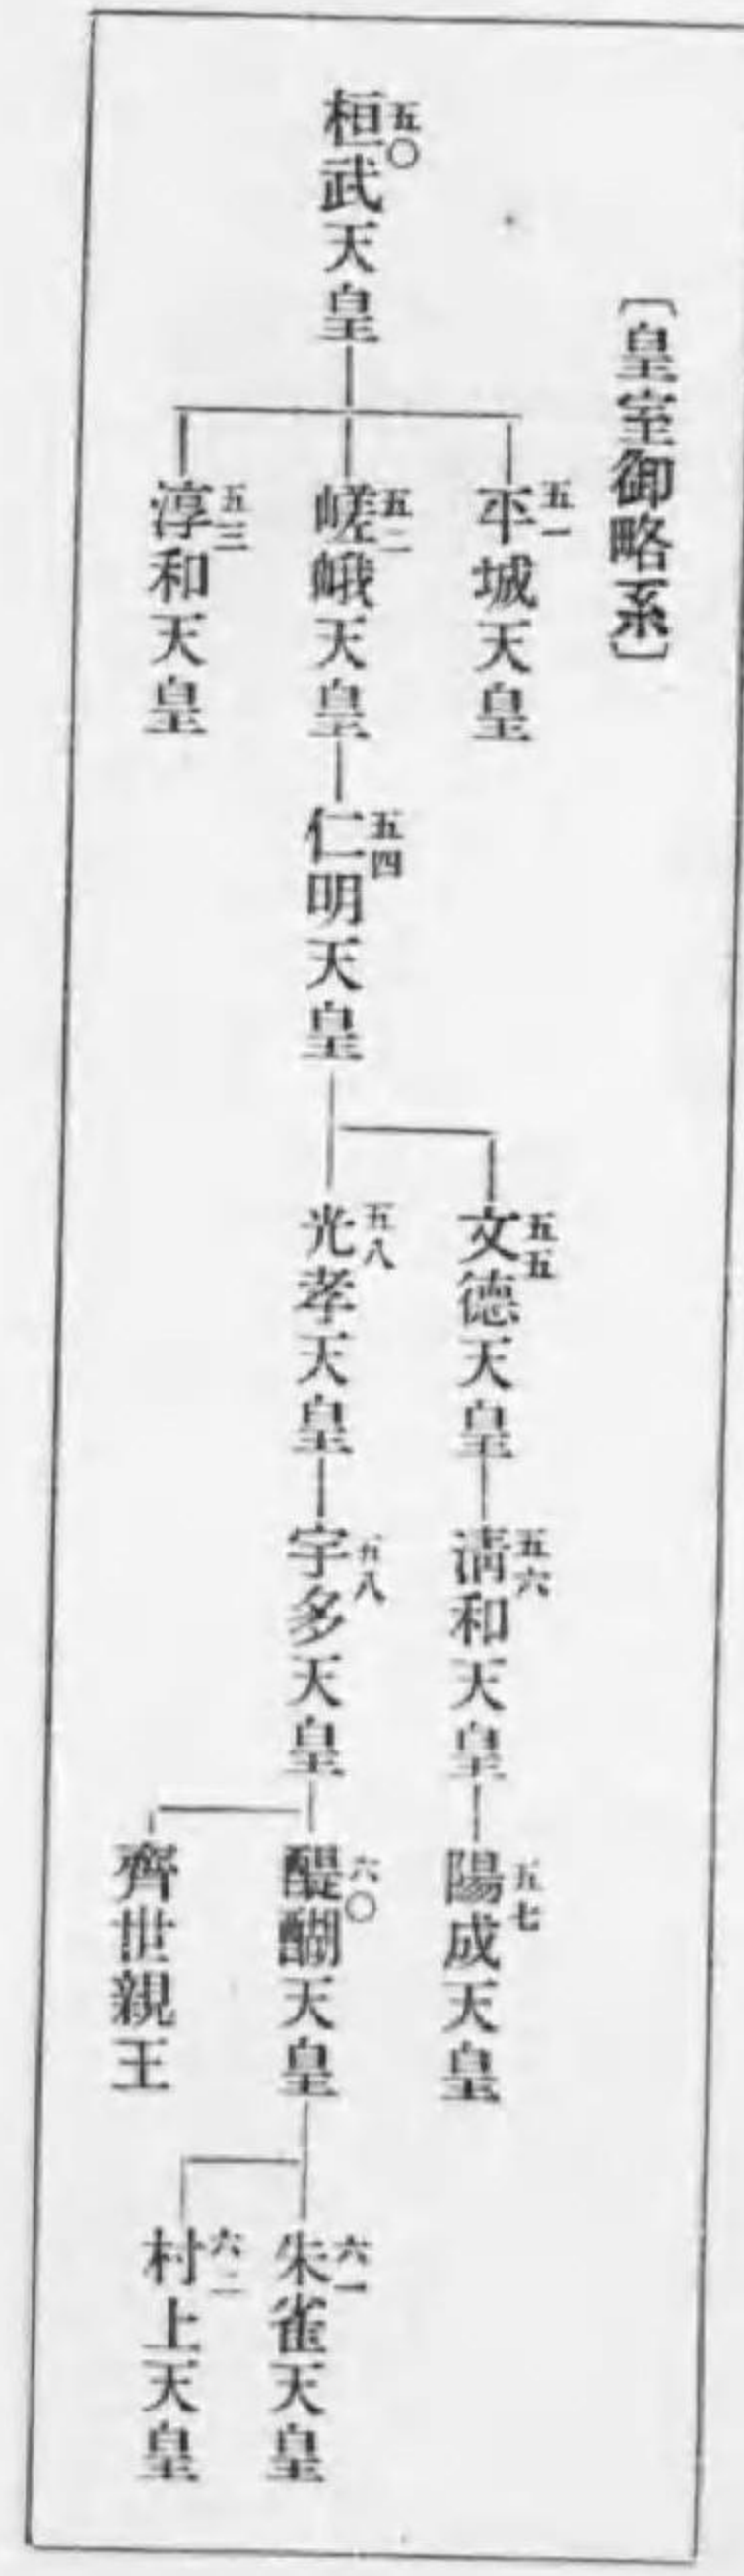 〔皇室御略系〕
五〇
桓武天皇
五一
平城天皇
五二
嵯峨天皇
五三
淳和天皇
五四
仁明天皇
五五
文德天皇
五六
淸和天皇
五七
陽成天皇
五八
光孝天皇
五八
宇多天皇
六〇
醍醐天皇
齊世親王
六一
朱雀天皇
六二
村上天皇